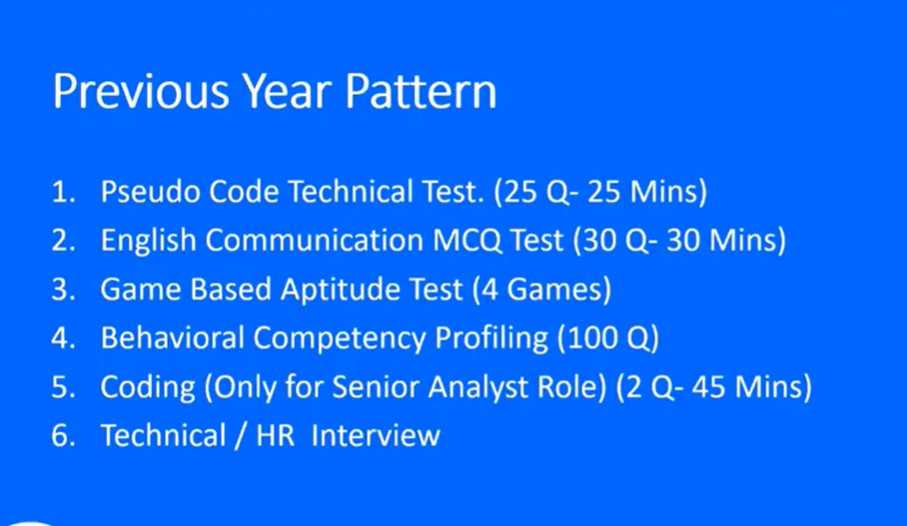 Previous Year Pattern
1. Pseudo Code Technical Test. (25 Q- 25 Mins)
2. English Communication MCQ Test (30 Q- 30 Mins)
3. Game Based Aptitude Test (4 Games)
4. Behavioral Competency Profiling (100 Q)
5. Coding (Only for Senior Analyst Role) (2 Q- 45 Mins)
6. Technical / HR  Interview